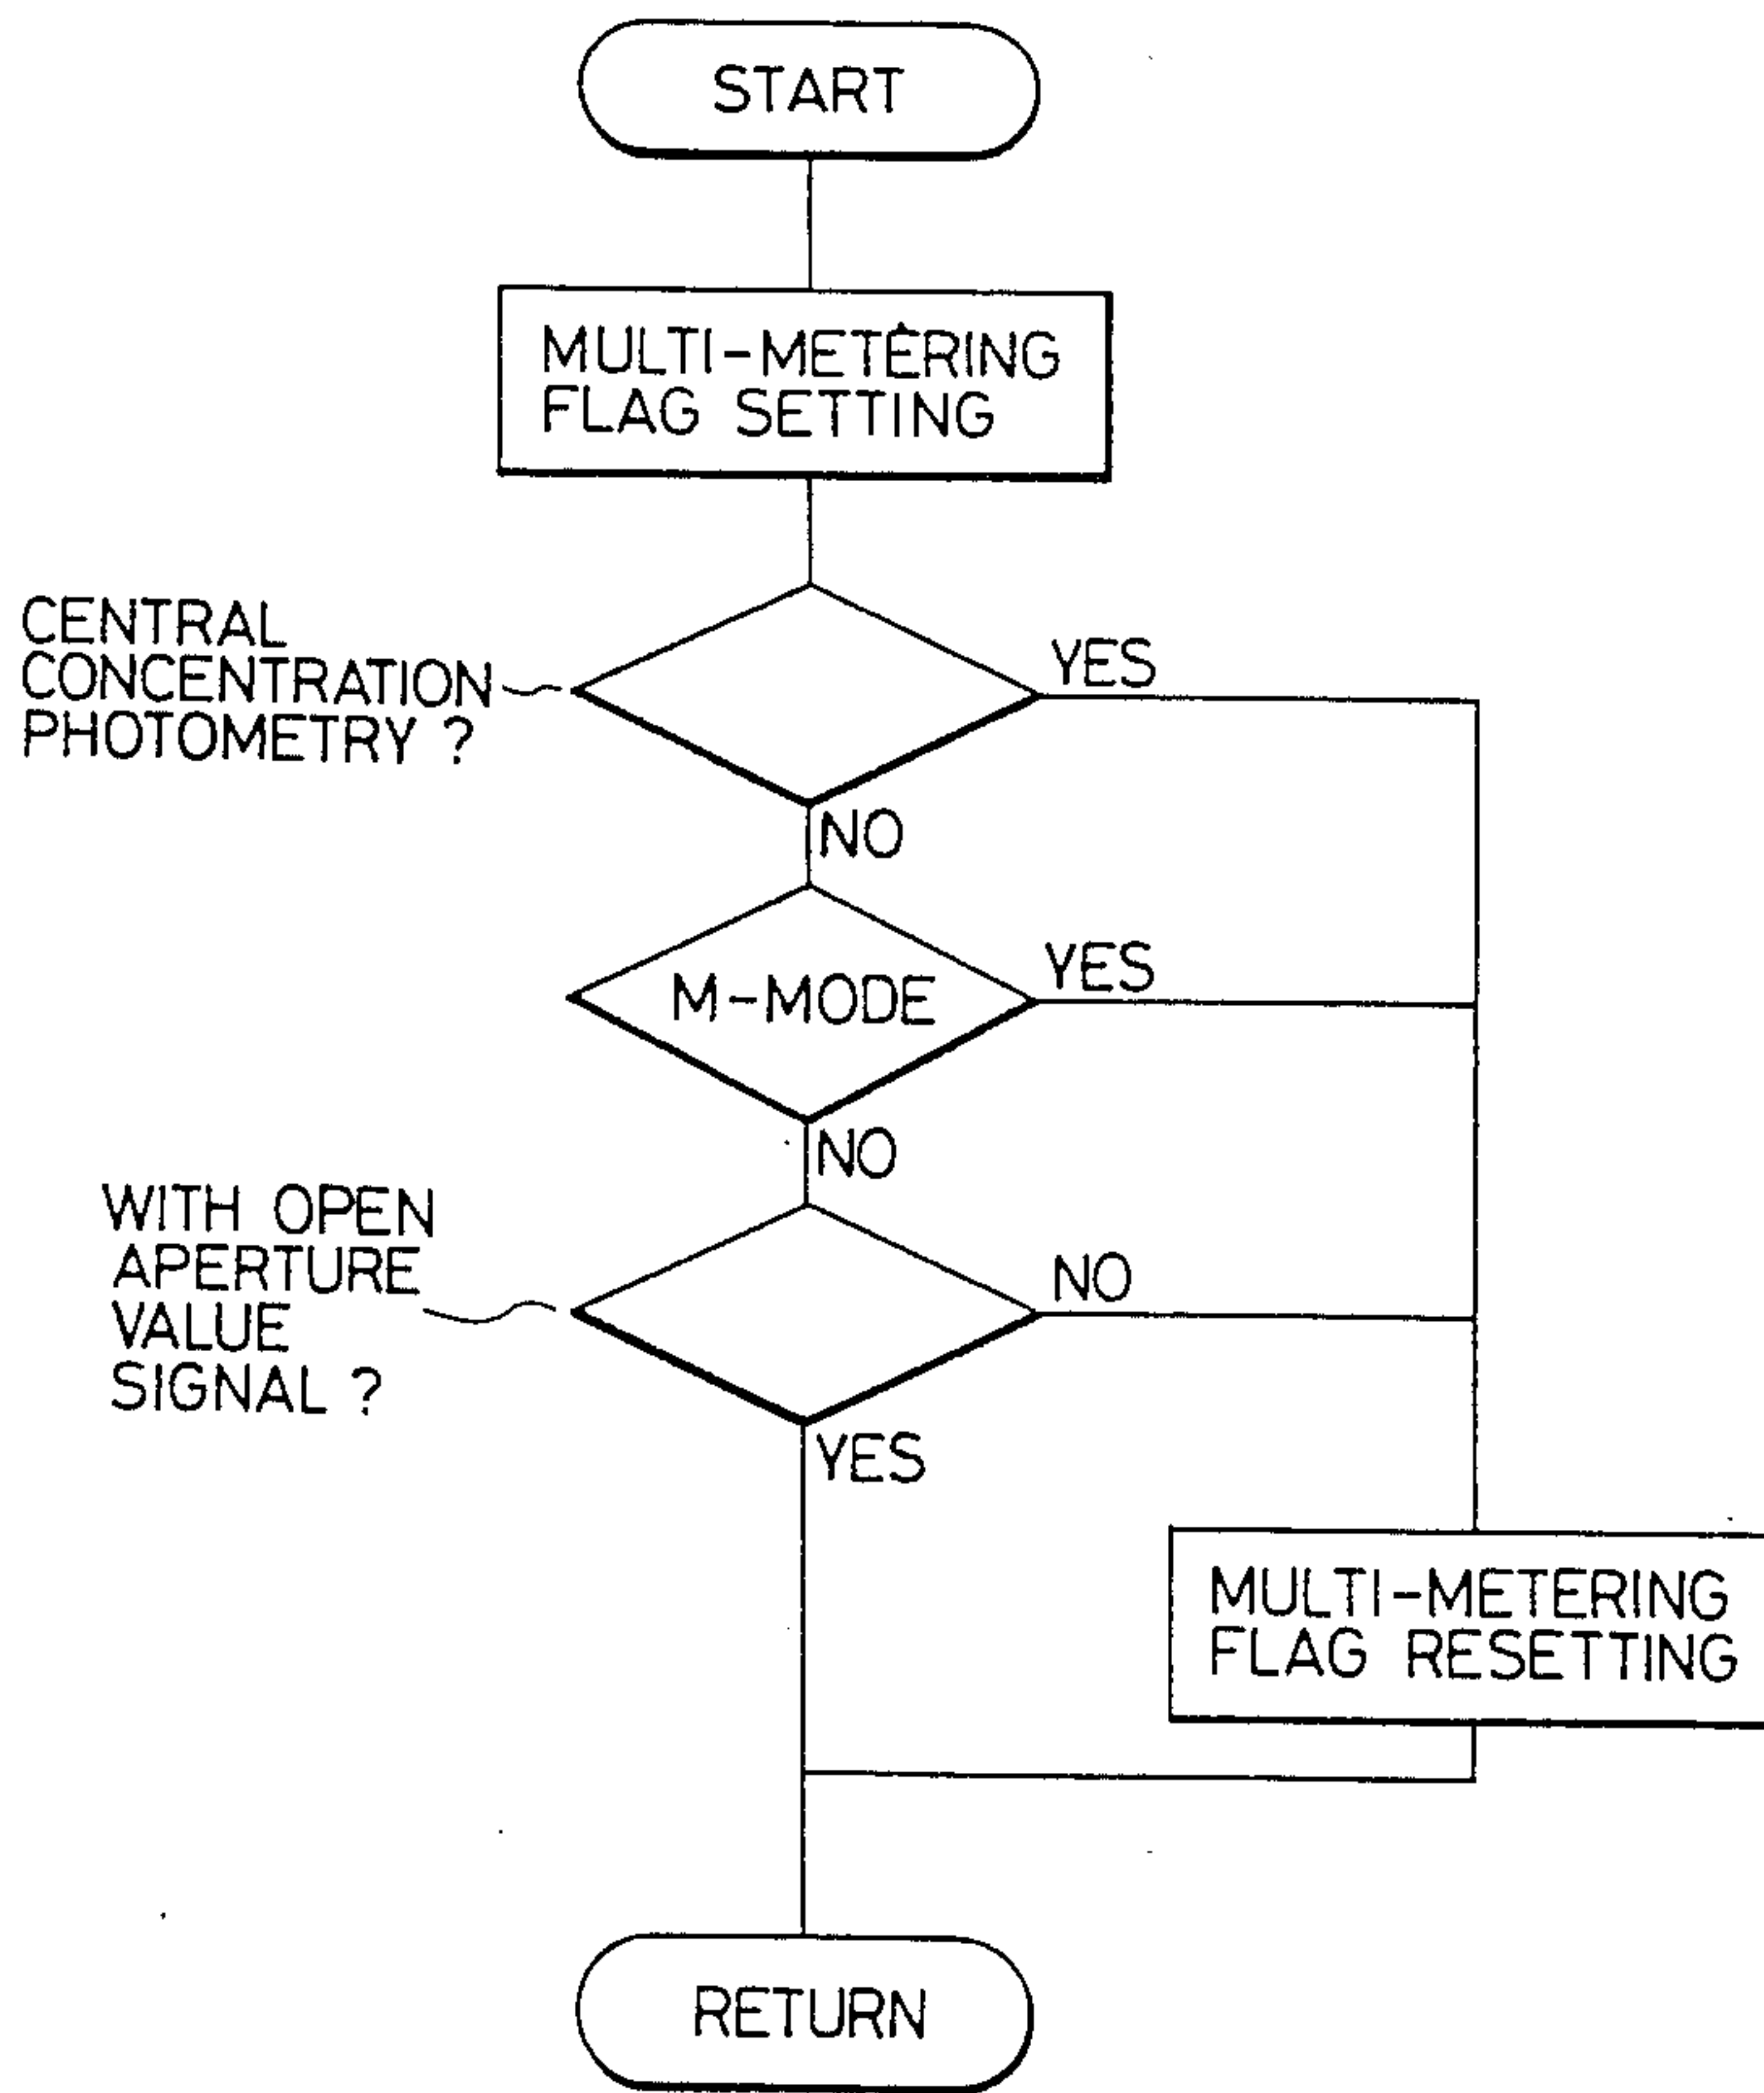 START
MULTI-METERING
FLAG SETTING
CENTRAL
CONCENTRATION
PHOTOMETRY ?
YES
NO
M-MODE
YES
NO
WITH OPEN
APERTURE
VALUE
SIGNAL ?
NO
YES
MULTI-METERING
FLAG RESETTING
RETURN